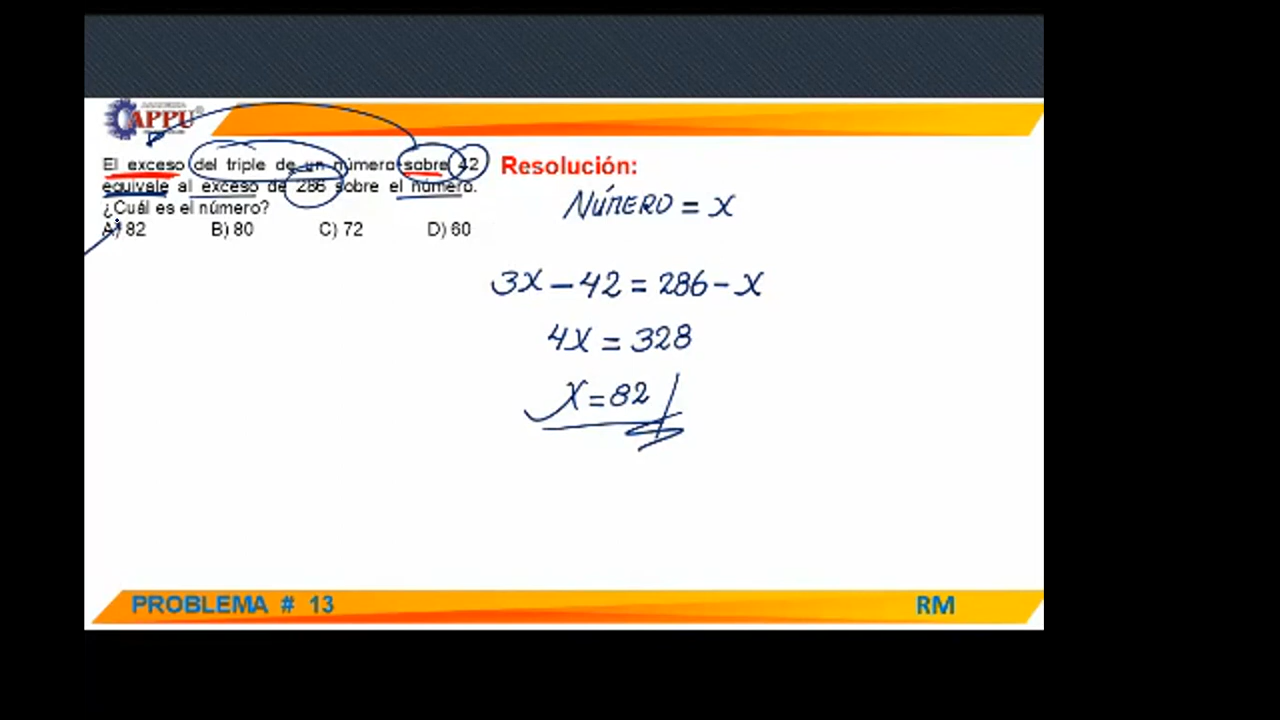 APPU
El exceso del triple de un número sobre 42
equivale al exceso de 286 sobre el número.
¿Cuál es el número?
A) 82 B) 80 C) 72 D) 60
Resolución:
NÚMERO = X
3X - 42 = 286 - X
4X = 328
X = 82
PROBLEMA # 13
RM